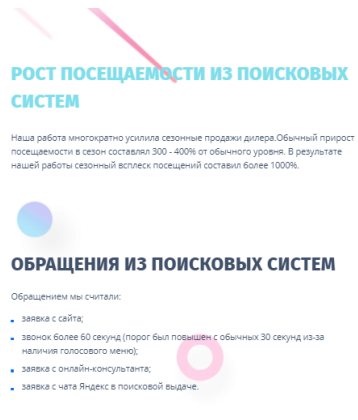 РОСТ ПОСЕЩАЕМОСТИ ИЗ ПОИСКОВЫХ
СИСТЕМ
Наша работа многократно усилила сезонные продажи дилера.Обычный прирост
посещаемости в сезон составлял 300 - 400% от обычного уровня. В результате
нашей работы сезонный всплеск посещений составил более 1000%.
ОБРАЩЕНИЯ ИЗ ПОИСКОВЫХ СИСТЕМ
Обращением мы считали:
заявка с сайта;
звонок более 60 секунд (порог был повышен с обычных 30 секунд из-за
наличия голосового меню);
заявка с онлайн-консультанта;
заявка с чата Яндекс в поисковой выдаче.